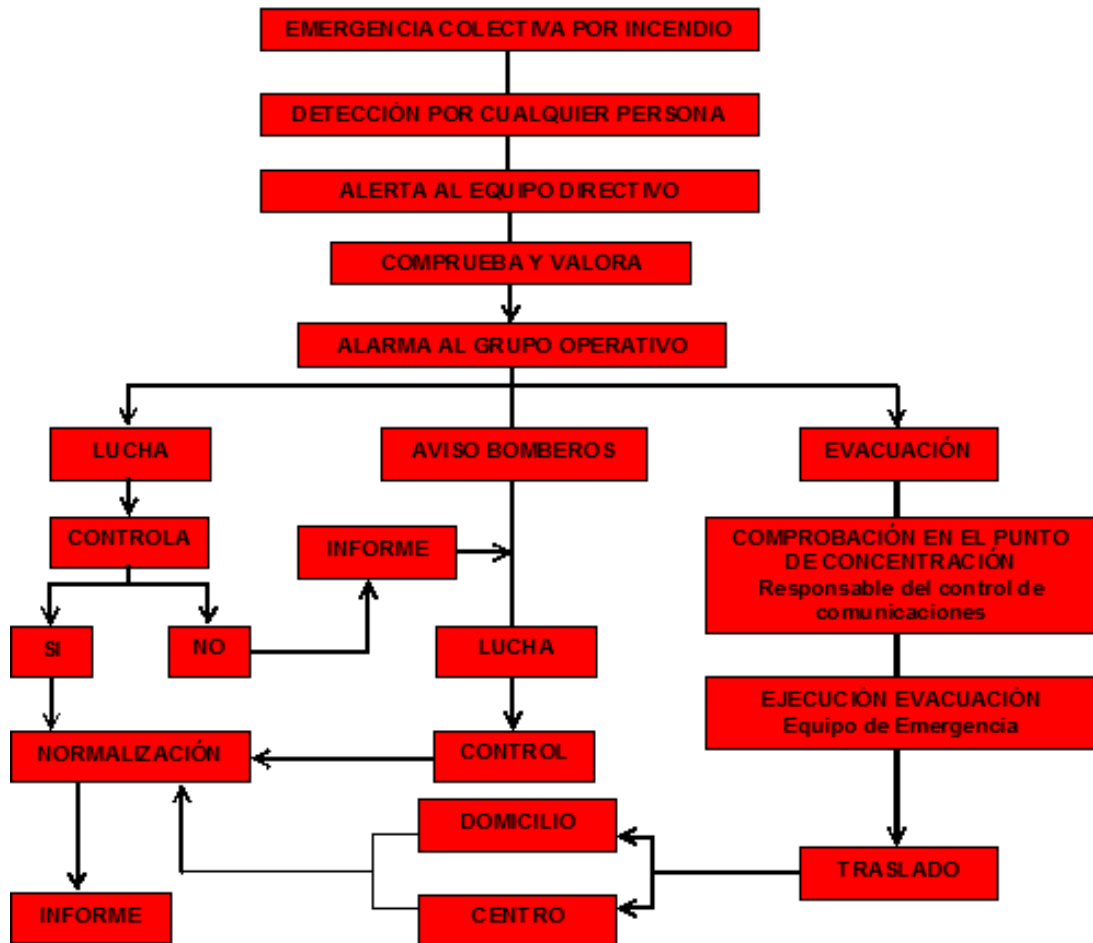 EMERGENCIA COLECTIVA POR INCENDIO
DETECCIÓN POR CUALQUIER PERSONA
ALERTA AL EQUIPO DIRECTIVO
COMPRUEBA Y VALORA
ALARMA AL GRUPO OPERATIVO
LUCHA
AVISO BOMBEROS
EVACUACIÓN
CONTROLA
INFORME
COMPROBACIÓN EN EL PUNTO
DE CONCENTRACIÓN
Responsable del control de
comunicaciones
SI
NO
LUCHA
EJECUCIÓN EVACUACIÓN
Equipo de Emergencia
NORMALIZACIÓN
CONTROL
DOMICILIO
TRASLADO
INFORME
CENTRO